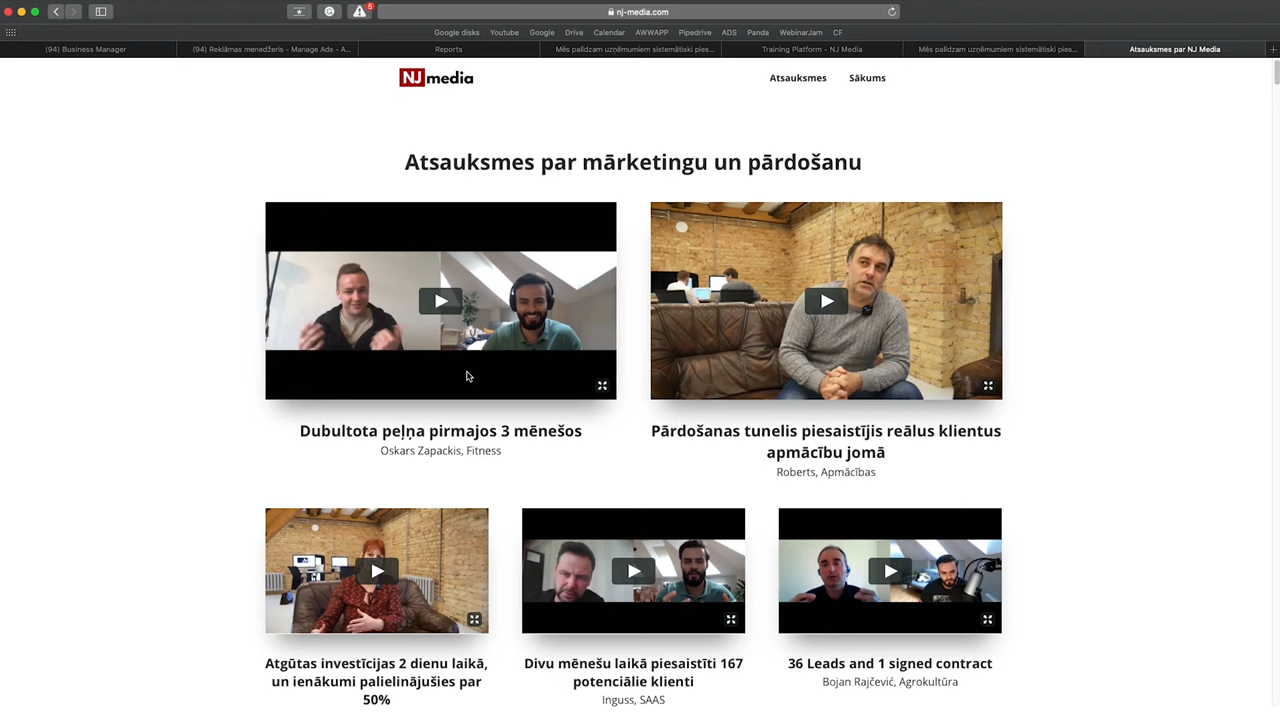 5
nj-media.com
Google disks Youtube Google Drive Calendar AWWAPP Pipedrive ADS Panda WebinarJam CF
(94) Business Manager
(94) Reklāmas menedžeris - Manage Ads - A...
Reports
Mēs palīdzam uzņēmumiem sistemātiski pies...
Training Platform - NJ Media
Mēs palīdzam uzņēmumiem sistemātiski pies...
Atsauksmes par NJ Media
NJ media
Atsauksmes Sākums
Atsauksmes par mārketingu un pārdošanu
Dubultota peļņa pirmajos 3 mēnešos
Oskars Zapackis, Fitness
Pārdošanas tunelis piesaistījis reālus klientus
apmācību jomā
Roberts, Apmācības
Atgūtas investīcijas 2 dienu laikā,
un ienākumi palielinājušies par
50%
Divu mēnešu laikā piesaistīti 167
potenciālie klienti
Inguss, SAAS
36 Leads and 1 signed contract
Bojan Rajčević, Agrokultūra